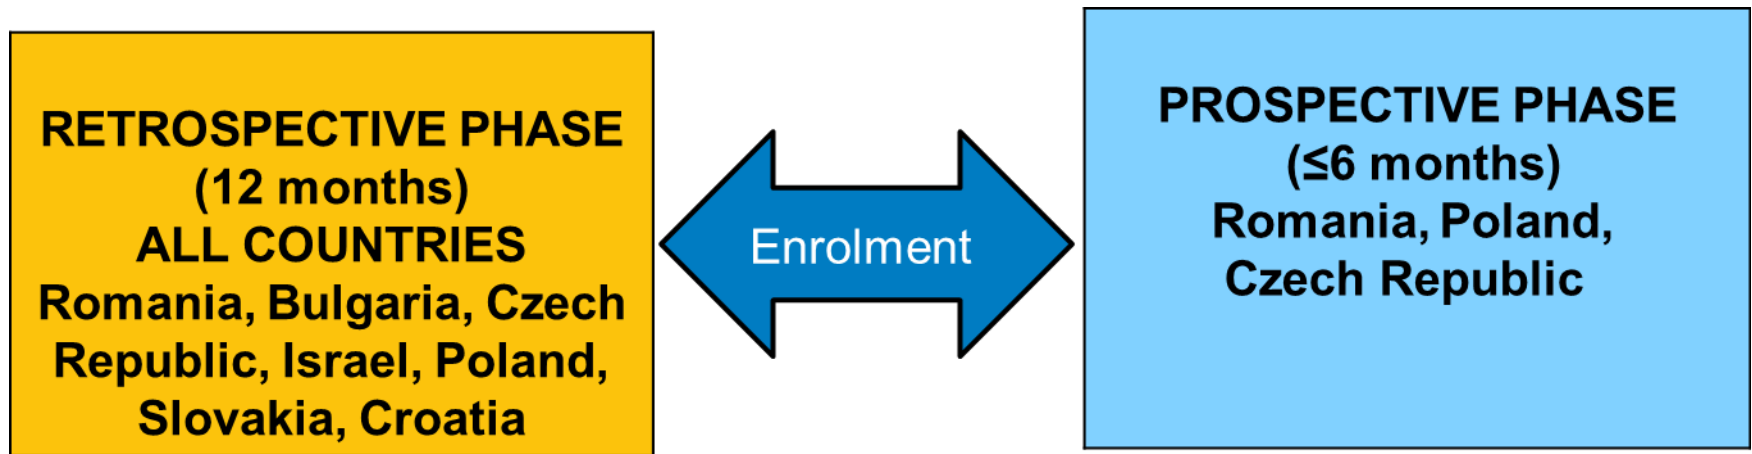 RETROSPECTIVE PHASE
(12 months)
ALL COUNTRIES
Romania, Bulgaria, Czech
Republic, Israel, Poland,
Slovakia, Croatia
Enrolment
PROSPECTIVE PHASE
(≤6 months)
Romania, Poland,
Czech Republic